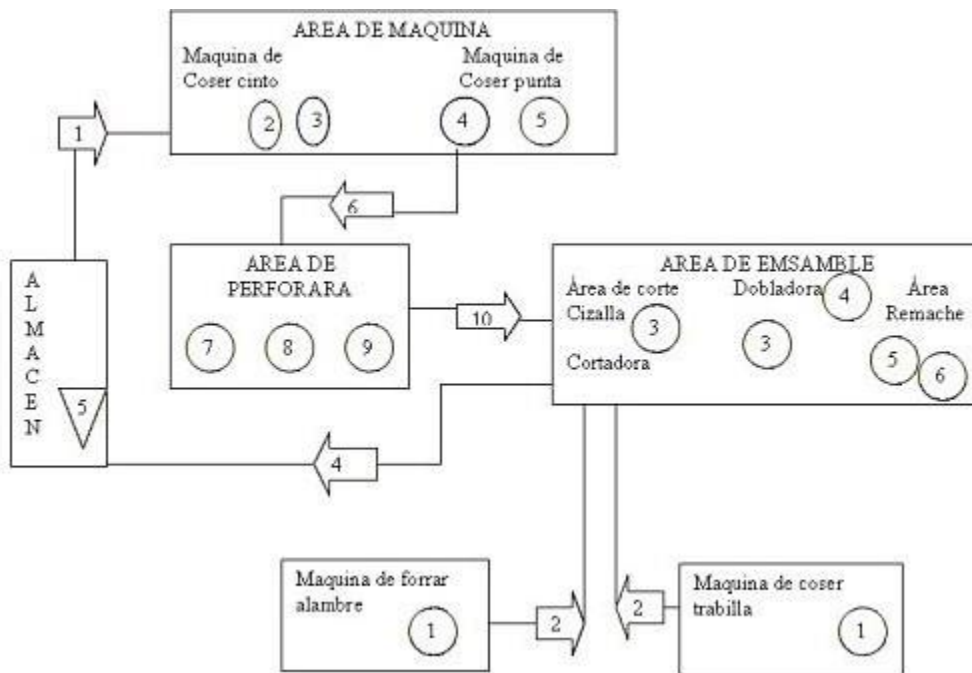 AREA DE MAQUINA
Maquina de
Coser cinto
Maquina de
Coser punta
2
3
4
5
1
6
A
L
M
A
C
E
N
5
AREA DE
PERFORARA
7
8
9
10
AREA DE EMSAMBLE
Área de corte
Cizalla
3
Cortadora
Dobladora
4
3
Área
Remache
5
6
4
Maquina de forrar
alambre
1
2
2
Maquina de coser
trabilla
1